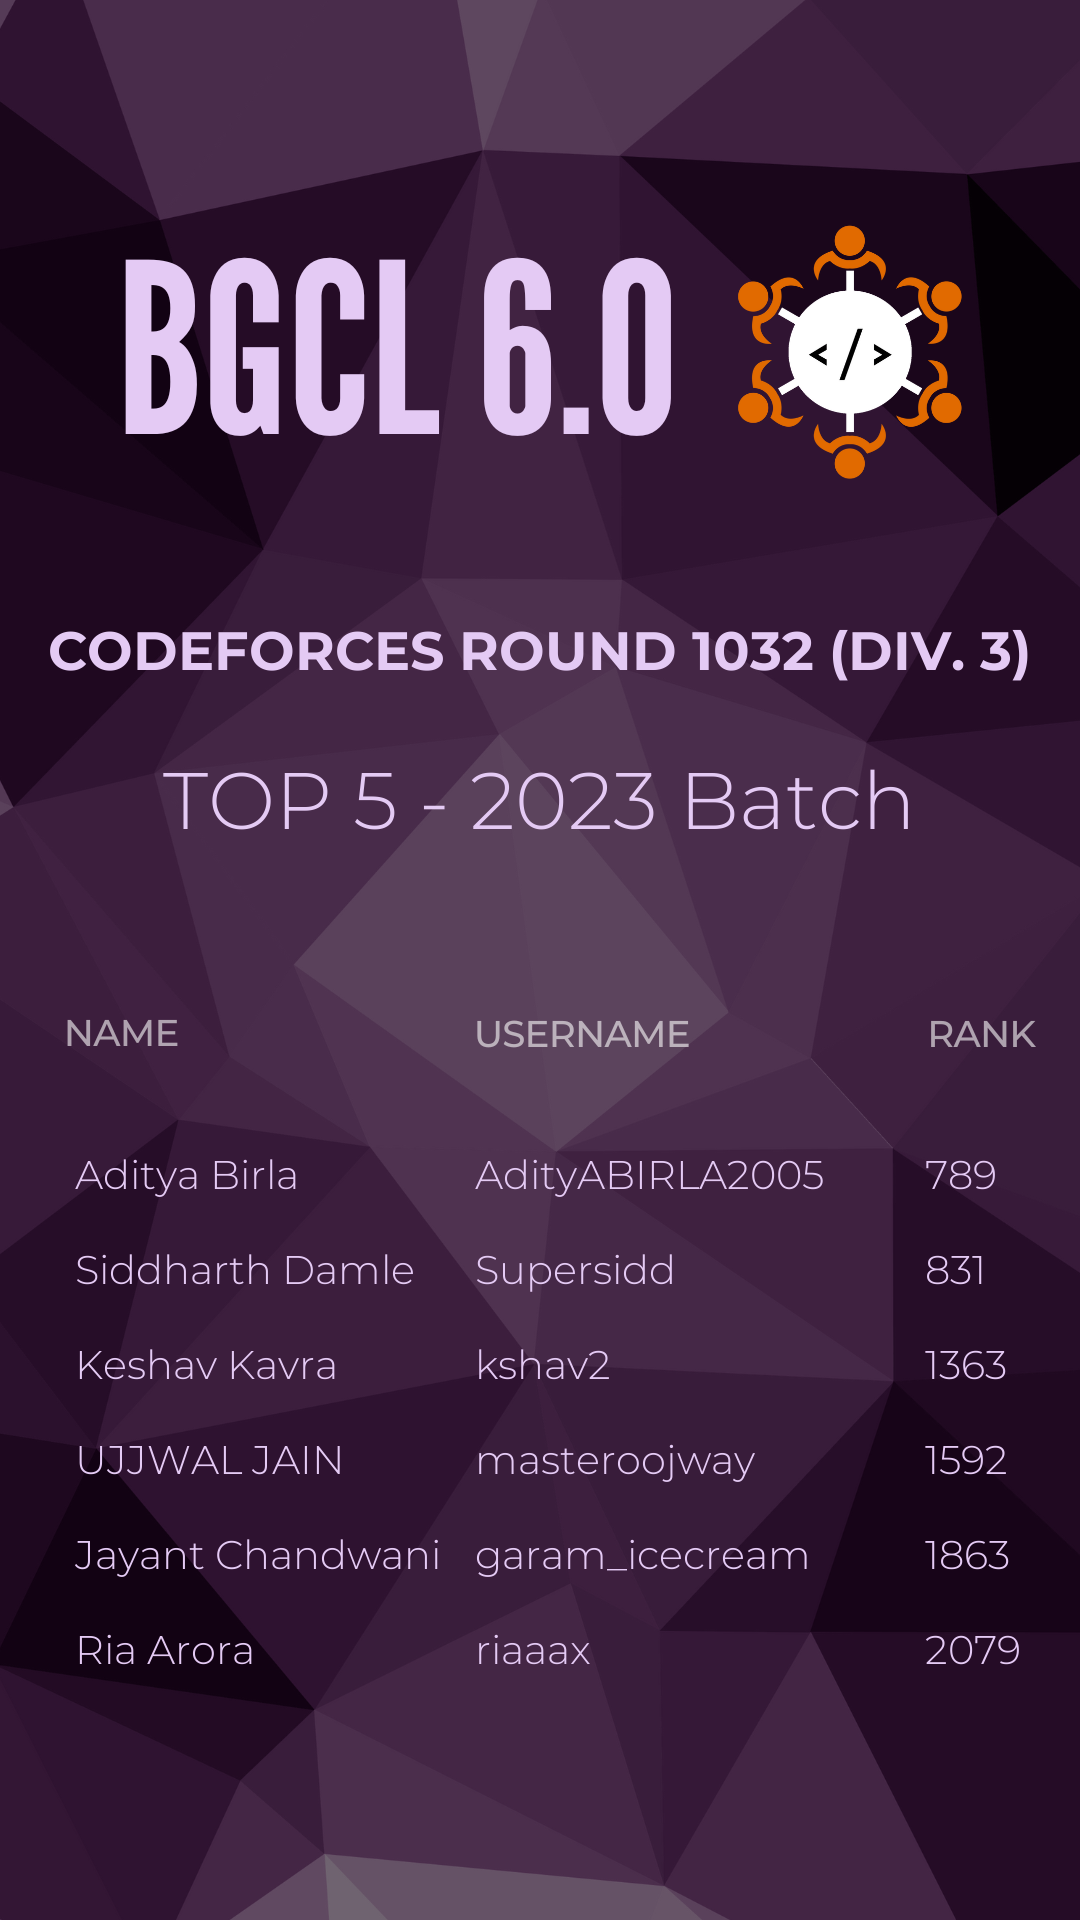 BGCL 6.0
</>
CODEFORCES ROUND 1032 (DIV. 3)
TOP 5 - 2023 Batch
NAME USERNAME RANK
Aditya Birla AdityABIRLA2005 789
Siddharth Damle Supersidd 831
Keshav Kavra kshav2 1363
UJJWAL JAIN masteroojway 1592
Jayant Chandwani garam_icecream 1863
Ria Arora riaaax 2079